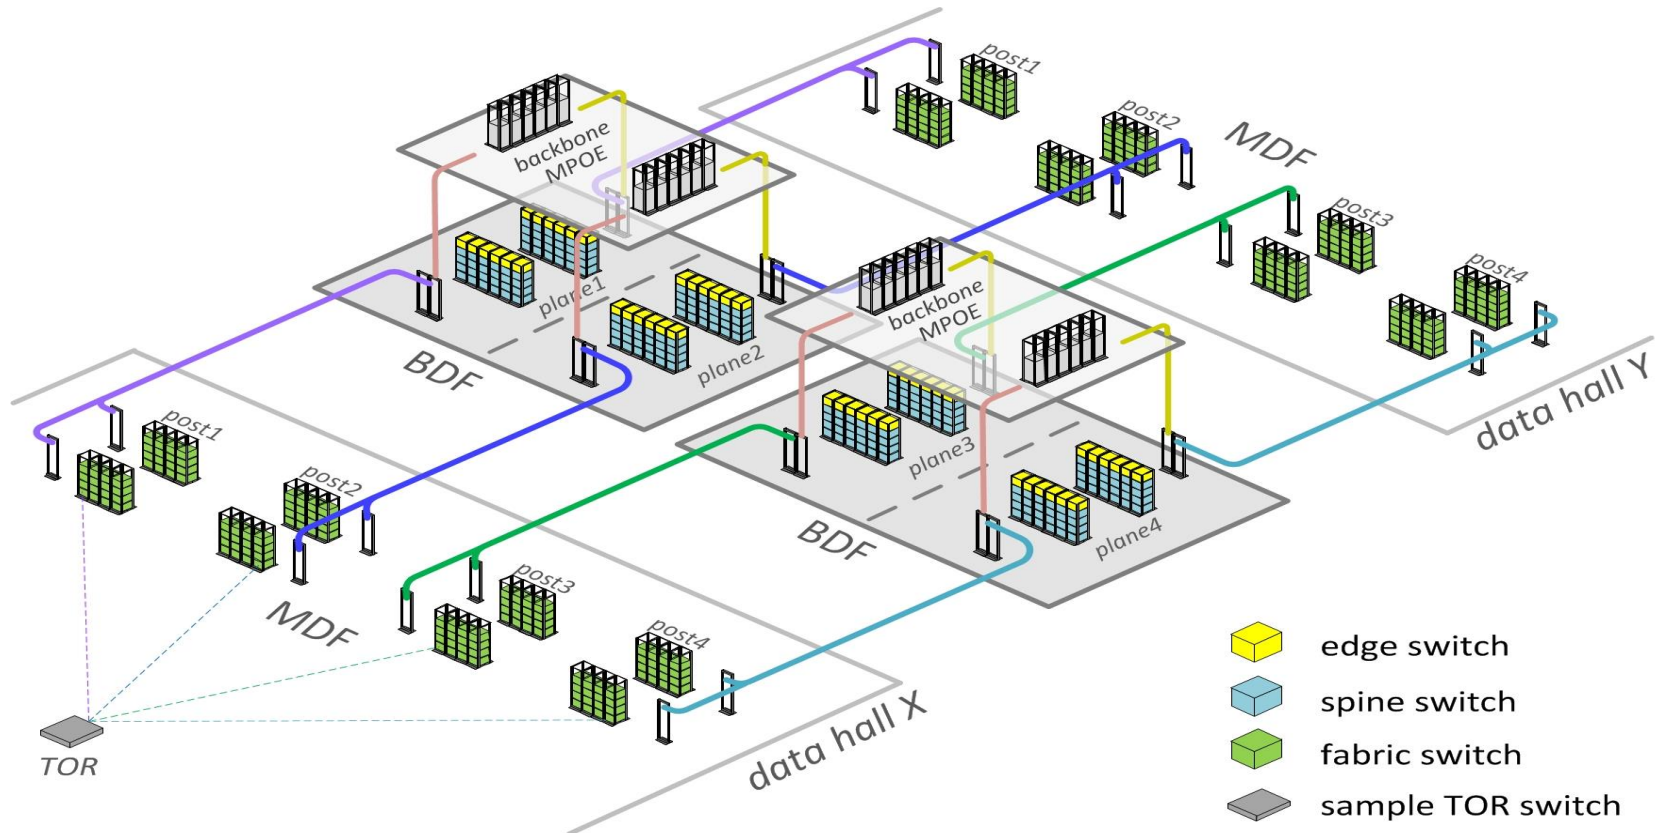 post1
post2
MDF
post3
post4
data hall Y
backbone
MPOE
plane1
plane2
BDF
backbone
MPOE
plane3
plane4
BDF
post1
post2
MDF
post3
post4
data hall X
TOR
edge switch
spine switch
fabric switch
sample TOR switch